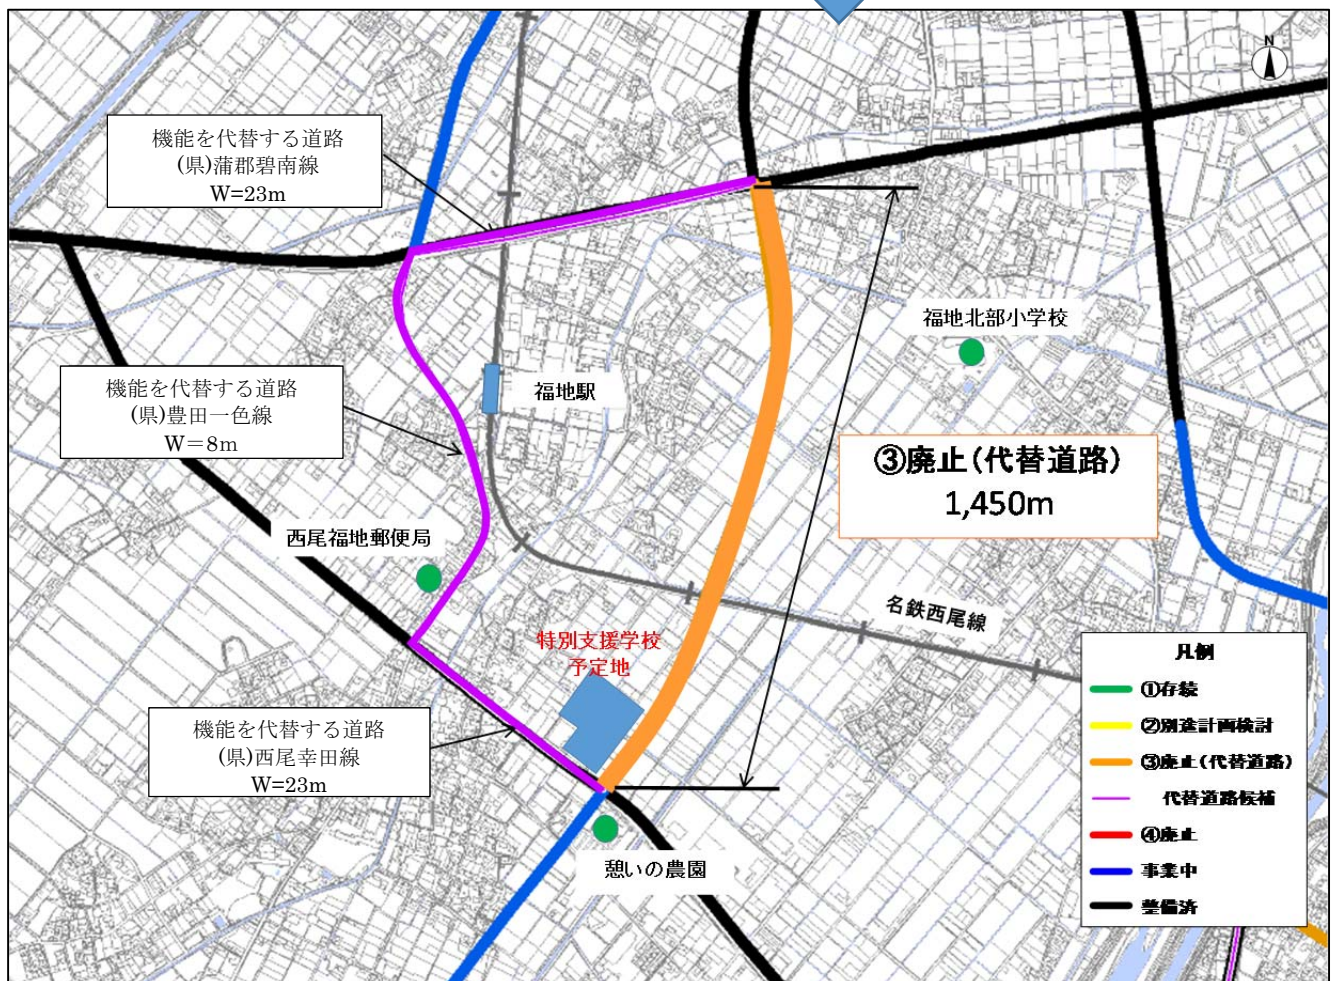 N
機能を代替する道路
(県)蒲郡碧南線
W=23m
福地北部小学校
機能を代替する道路
(県)豊田一色線
W＝8m
福地駅
③廃止(代替道路)
1,450m
西尾福地郵便局
名鉄西尾線
特別支援学校
予定地
機能を代替する道路
(県)西尾幸田線
W=23m
憩いの農園
凡例
①存続
②別途計画検討
③廃止(代替道路)
代替道路候補
④廃止
事業中
整備済